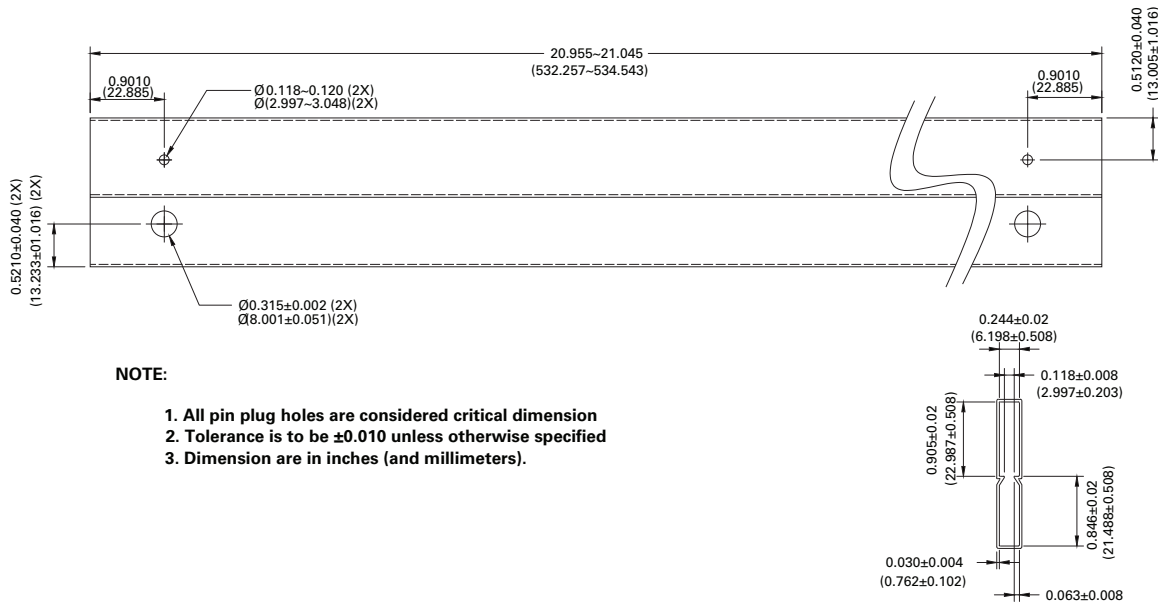 20.955~21.045
(532.257~534.543)
0.9010
(22.885)
Ø0.118~0.120 (2X)
Ø(2.997~3.048)(2X)
0.9010
(22.885)
0.5120±0.040
(13.005±1.016)
0.5210±0.040 (2X)
(13.233±01.016) (2X)
Ø0.315±0.002 (2X)
Ø(8.001±0.051)(2X)
NOTE:
1. All pin plug holes are considered critical dimension
2. Tolerance is to be ±0.010 unless otherwise specified
3. Dimension are in inches (and millimeters).
0.244±0.02
(6.198±0.508)
0.118±0.008
(2.997±0.203)
0.905±0.02
(22.987±0.508)
0.846±0.02
(21.488±0.508)
0.030±0.004
(0.762±0.102)
0.063±0.008